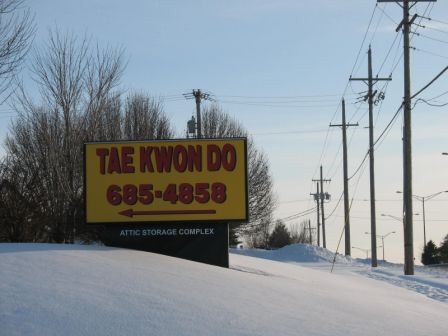 TAE KWON DO
685-4858
ATTIC STORAGE COMPLEX